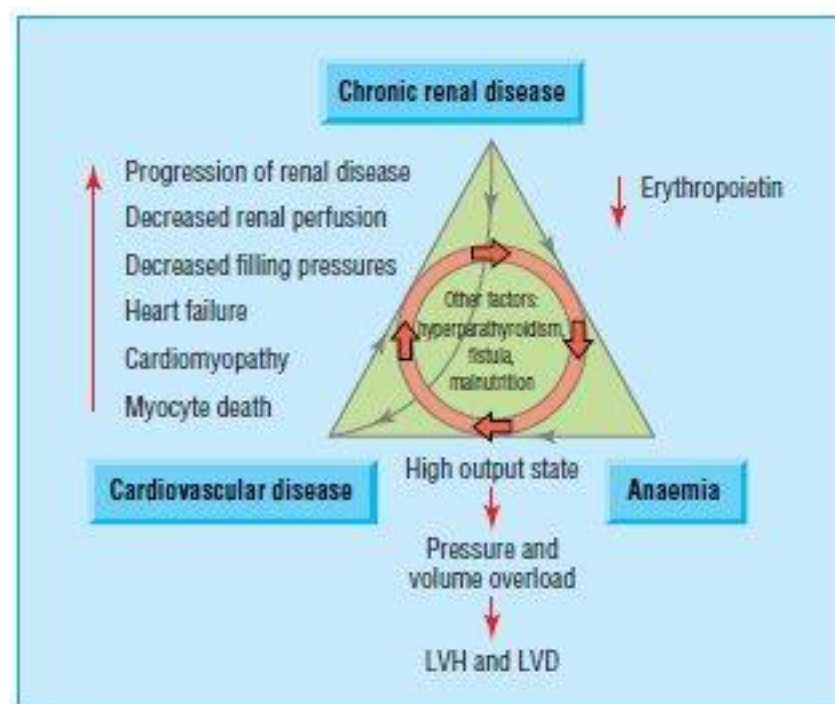 Chronic renal disease
Progression of renal disease
Decreased renal perfusion
Decreased filling pressures
Heart failure
Cardiomyopathy
Myocyte death
Erythropoietin
Other factors:
hyperparathyroidism,
fistula,
malnutrition
Cardiovascular disease
High output state
Anaemia
Pressure and
volume overload
LVH and LVD